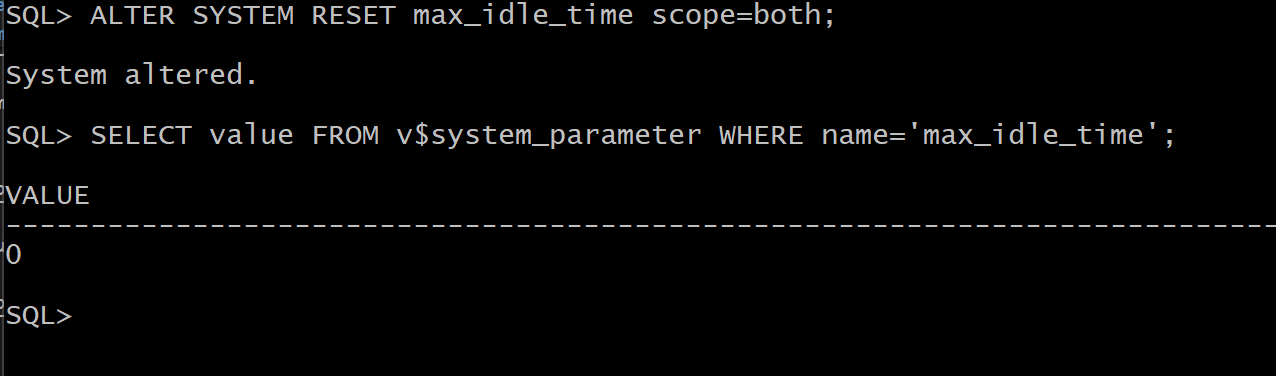 SQL> ALTER SYSTEM RESET max_idle_time scope=both;
System altered.
SQL> SELECT value FROM v$system_parameter WHERE name='max_idle_time';
VALUE
---------------------------------------------------------------------------
0
SQL>